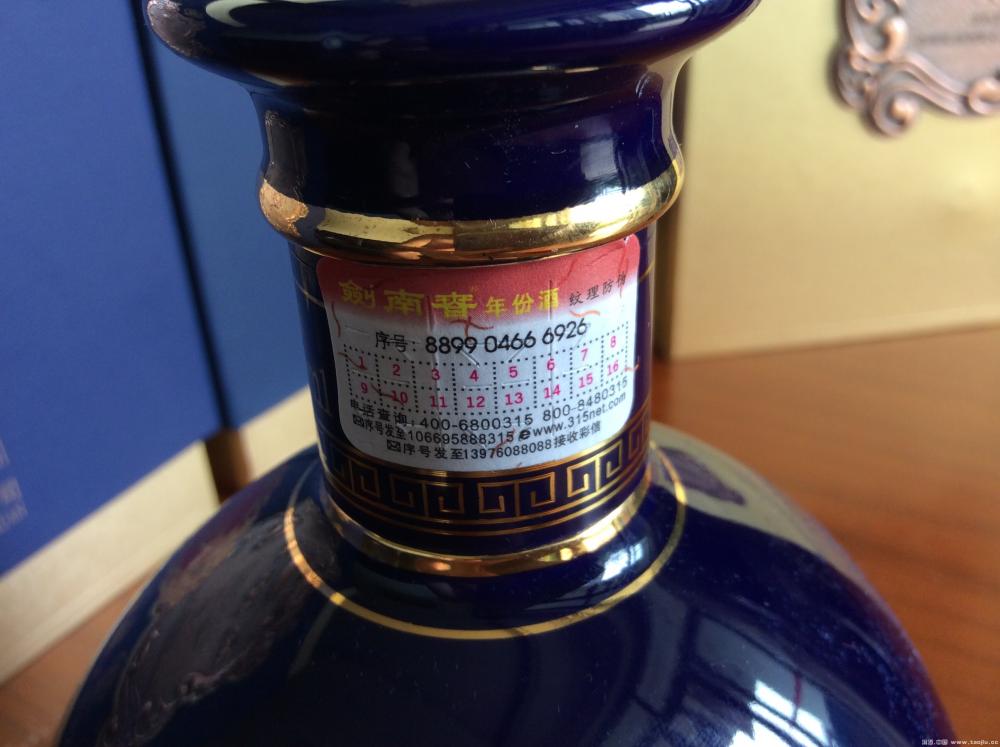 剑南春 年份酒 纹理防伪
序号: 8899 0466 6926
1 2 3 4 5 6 7 8
9 10 11 12 13 14 15 16
电话查询:400-6800315 800-8480315
序号发至106695888315 www.315net.com
序号发至13976088088接收彩信
www.taojiu.cc